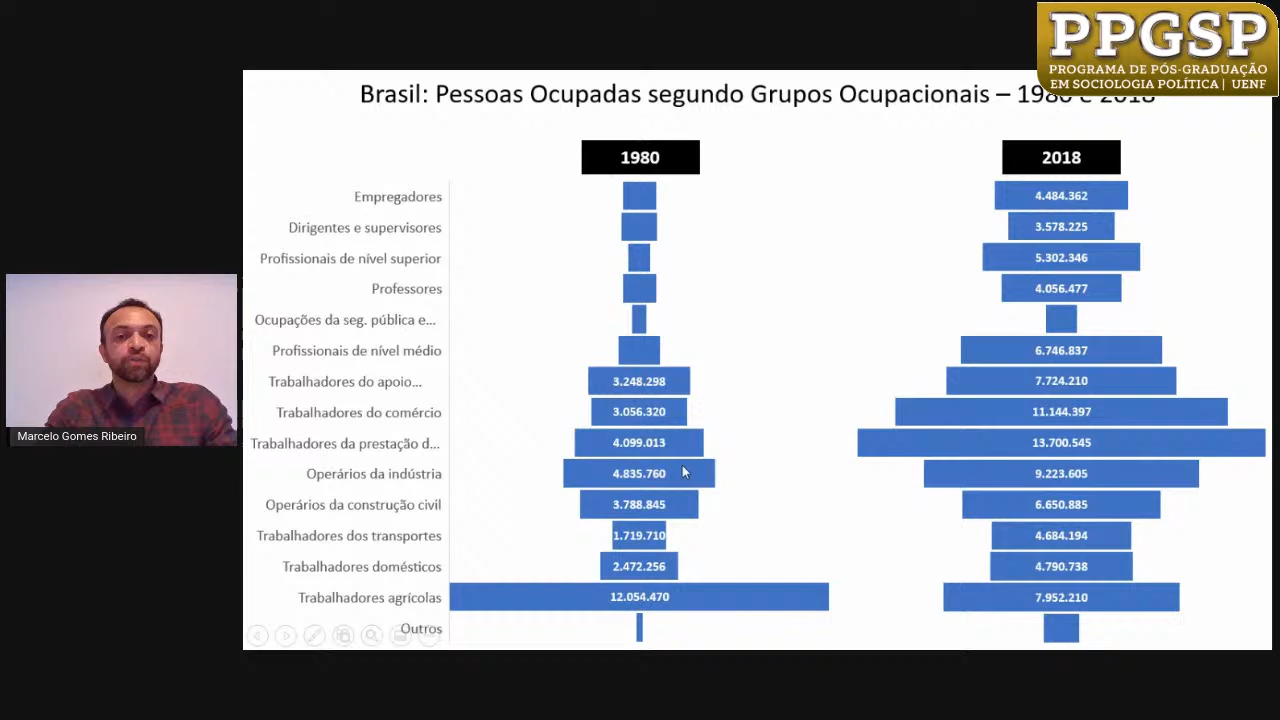 PPGSP
PROGRAMA DE PÓS-GRADUAÇÃO
EM SOCIOLOGIA POLÍTICA | UENF
Brasil: Pessoas Ocupadas segundo Grupos Ocupacionais – 1980 e 2018
1980
2018
Empregadores
4.484.362
Dirigentes e supervisores
3.578.225
Profissionais de nível superior
5.302.346
Professores
4.056.477
Ocupações da seg. pública e...
Profissionais de nível médio
6.746.837
Trabalhadores do apoio...
3.248.298
7.724.210
Trabalhadores do comércio
3.056.320
11.144.397
Trabalhadores da prestação d...
4.099.013
13.700.545
Operários da indústria
4.835.760
9.223.605
Operários da construção civil
3.788.845
6.650.885
Trabalhadores dos transportes
1.719.710
4.684.194
Trabalhadores domésticos
2.472.256
4.790.738
Trabalhadores agrícolas
12.054.470
7.952.210
Outros
Marcelo Gomes Ribeiro